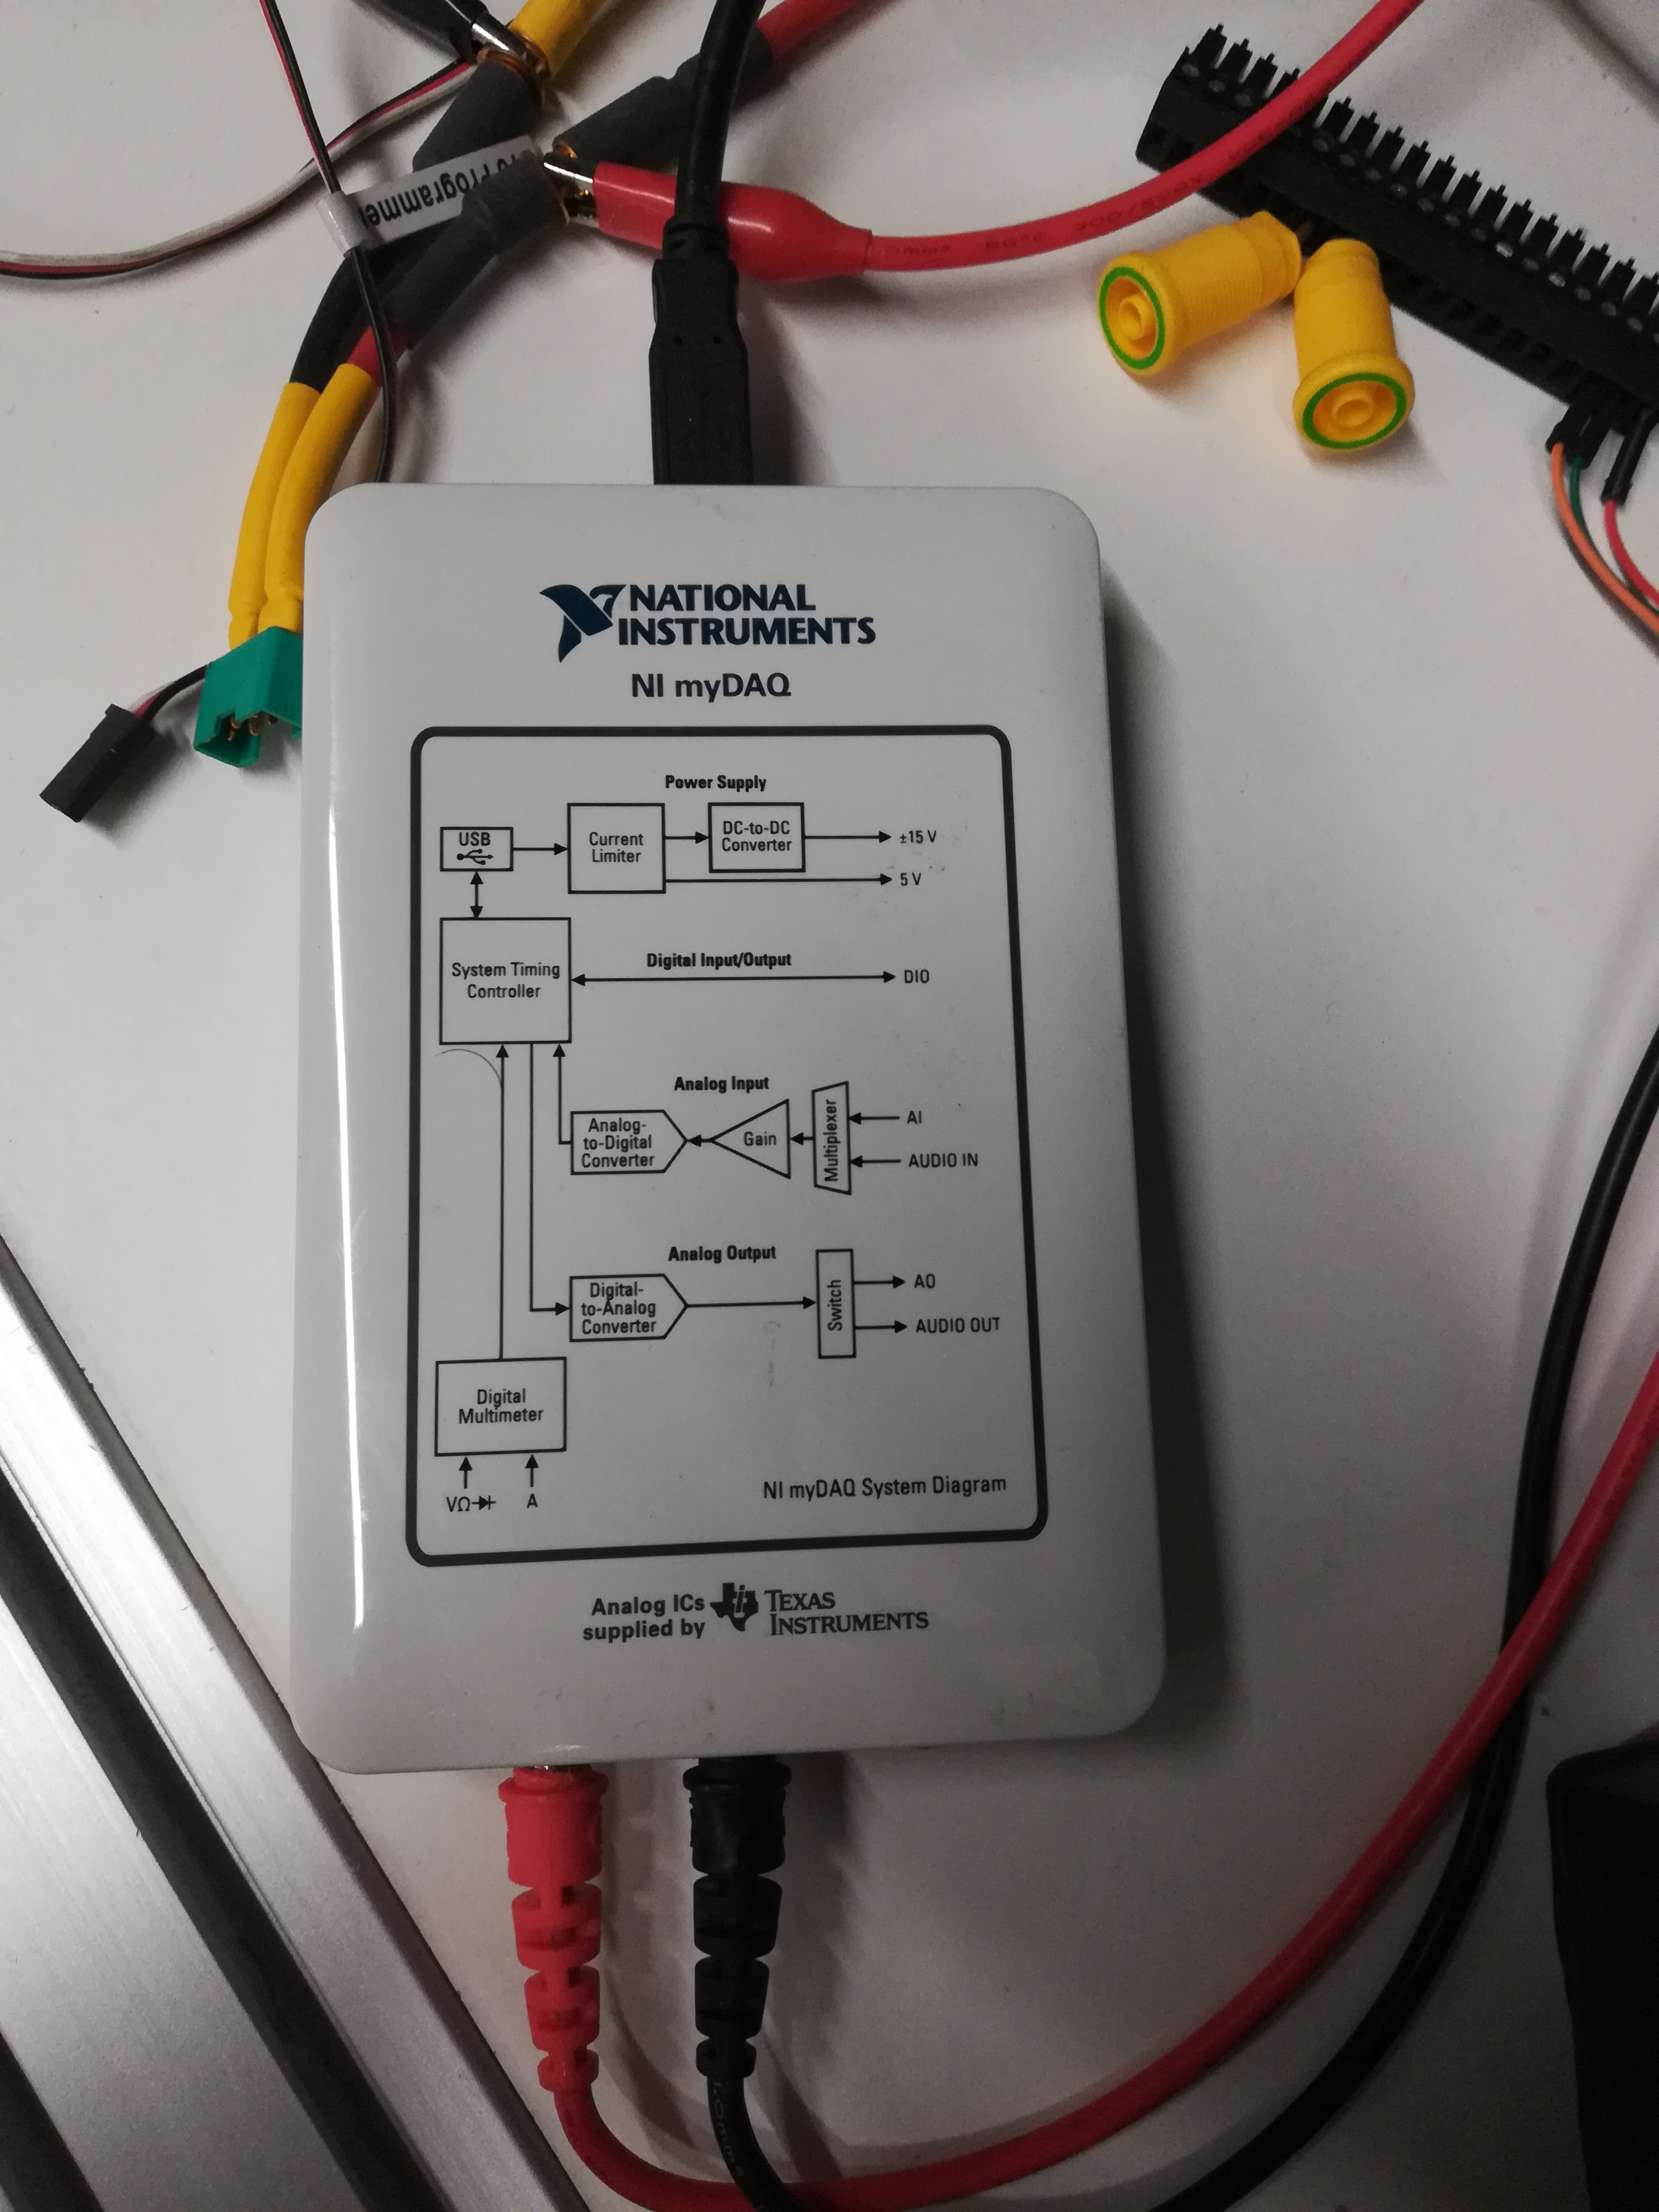 Programmer
NATIONAL
INSTRUMENTS
NI myDAQ
Power Supply
USB
Current
Limiter
DC-to-DC
Converter
±15 V
5 V
System Timing
Controller
Digital Input/Output
DIO
Analog Input
Analog-
to-Digital
Converter
Gain
Multiplexer
AI
AUDIO IN
Analog Output
Digital-
to-Analog
Converter
Switch
AO
AUDIO OUT
Digital
Multimeter
VΩ
A
NI myDAQ System Diagram
Analog ICs
supplied by
TEXAS
INSTRUMENTS